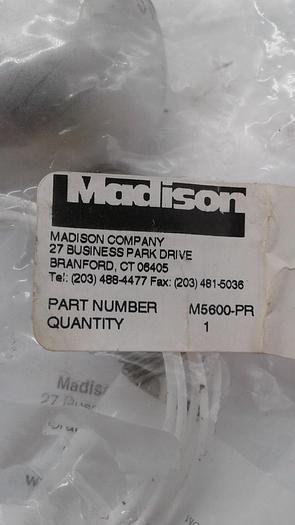 Madison
MADISON COMPANY
27 BUSINESS PARK DRIVE
BRANFORD, CT 06405
Tel: (203) 488-4477 Fax: (203) 481-5036
PART NUMBER M5600-PR
QUANTITY 1
Madis
27 Bus